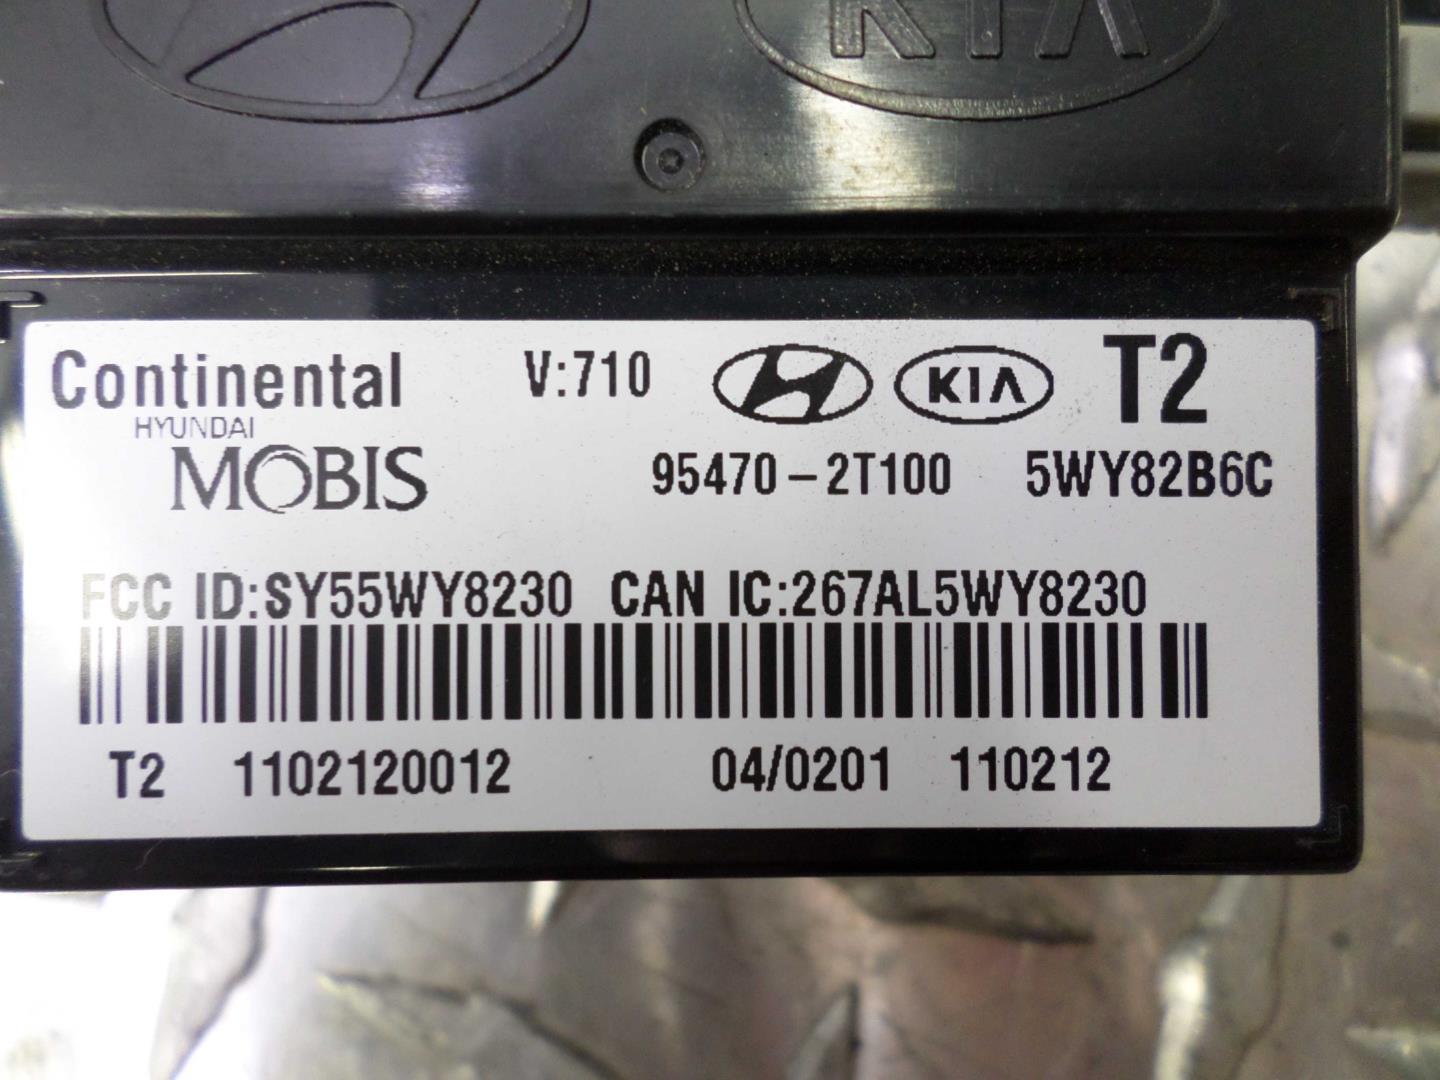 KIA
Continental V:710 KIA T2
HYUNDAI
MOBIS 95470-2T100 5WY82B6C
FCC ID:SY55WY8230 CAN IC:267AL5WY8230
T2 1102120012 04/0201 110212